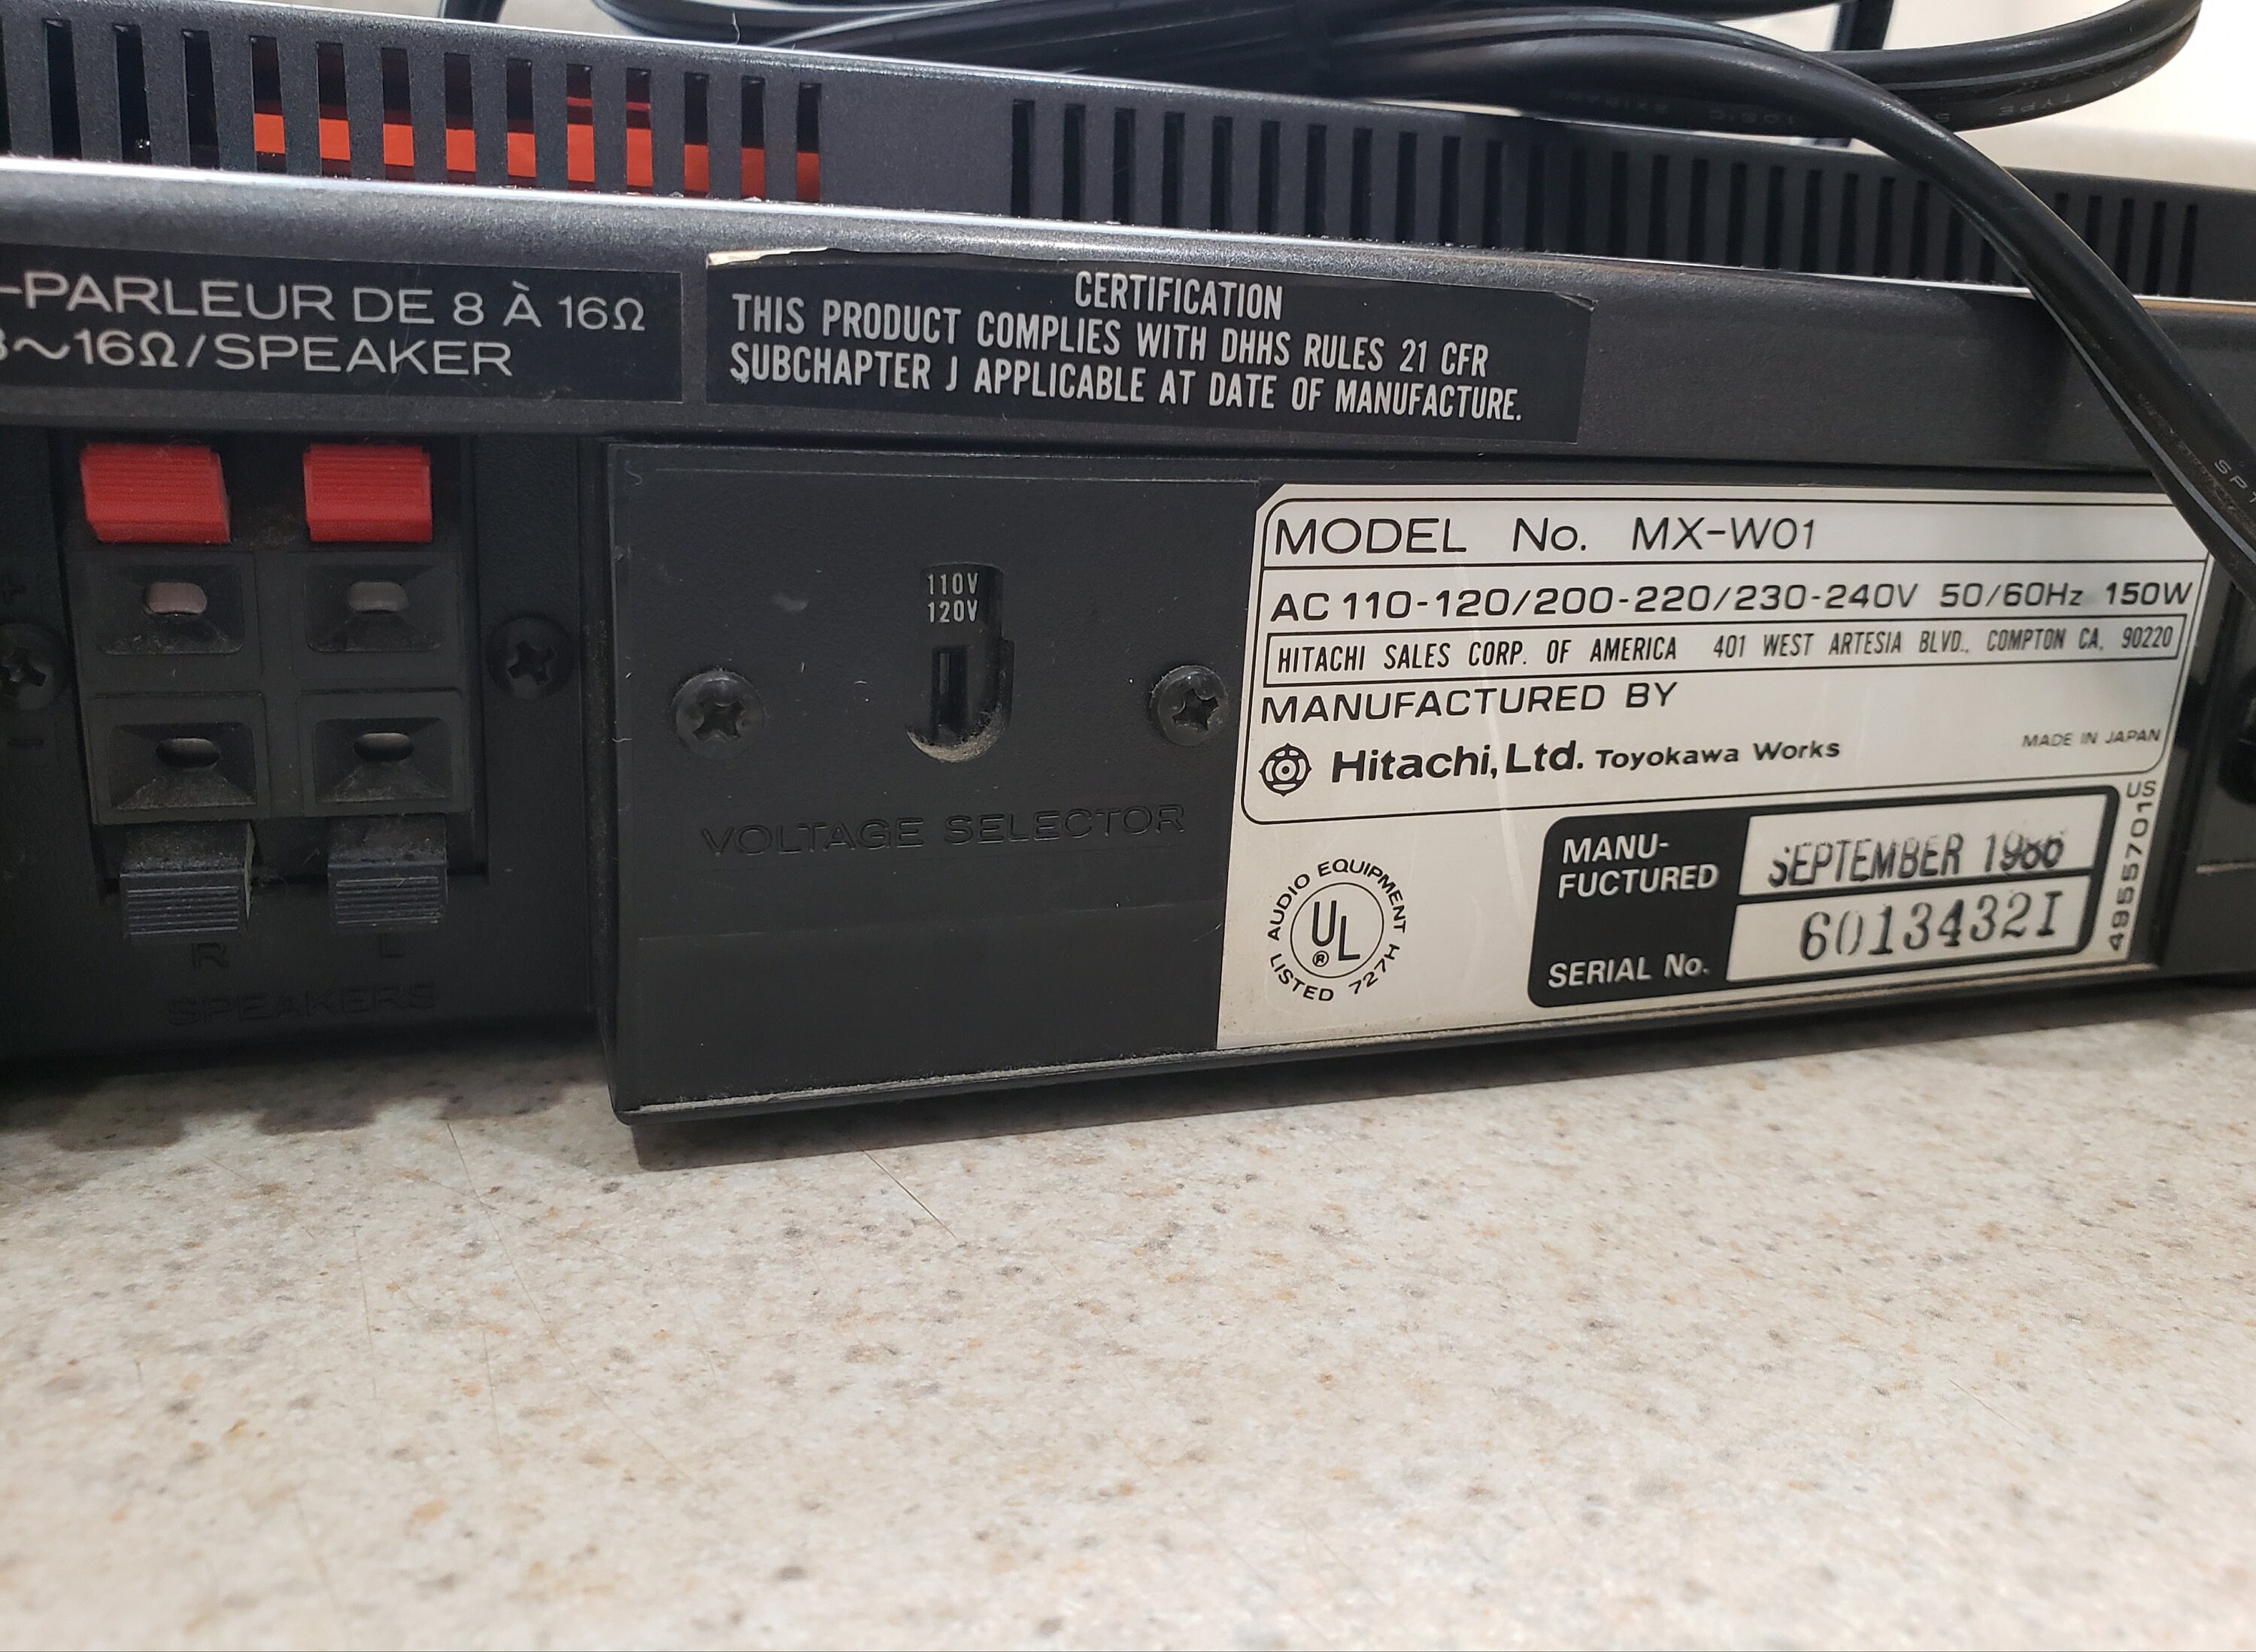 -PARLEUR DE 8 À 16Ω
8~16Ω/SPEAKER
CERTIFICATION
THIS PRODUCT COMPLIES WITH DHHS RULES 21 CFR
SUBCHAPTER J APPLICABLE AT DATE OF MANUFACTURE.
+
-
R L
SPEAKERS
110V
120V
VOLTAGE SELECTOR
MODEL No. MX-W01
AC 110-120/200-220/230-240V 50/60Hz 150W
HITACHI SALES CORP. OF AMERICA 401 WEST ARTESIA BLVD., COMPTON CA, 90220
MANUFACTURED BY
Hitachi, Ltd. Toyokawa Works
MADE IN JAPAN
AUDIO EQUIPMENT
UL
®
LISTED 727H
MANU-
FUCTURED
SEPTEMBER 1986
SERIAL No.
60134321
US
4955701
TYPE
105°C
SPT